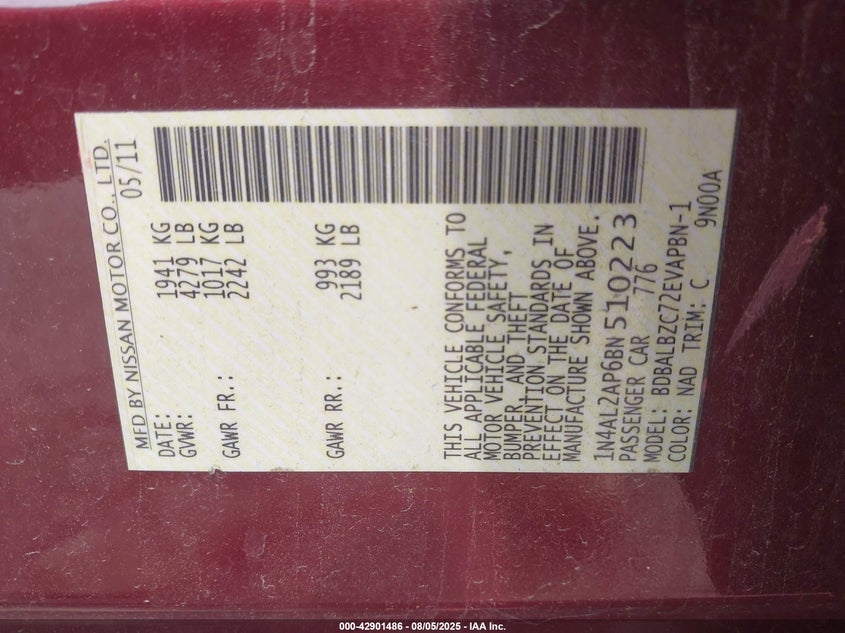 MFD BY NISSAN MOTOR CO., LTD.
DATE: 05/11
GVWR: 1941 KG
4279 LB
GAWR FR.: 1017 KG
2242 LB
GAWR RR.: 993 KG
2189 LB
THIS VEHICLE CONFORMS TO
ALL APPLICABLE FEDERAL
MOTOR VEHICLE SAFETY,
BUMPER, AND THEFT
PREVENTION STANDARDS IN
EFFECT ON THE DATE OF
MANUFACTURE SHOWN ABOVE.
1N4AL2AP6BN510223
PASSENGER CAR 776
MODEL: BDBALBZC72EVAPBN-1
COLOR: NAD TRIM: C 9N00A
000-42901486 - 08/05/2025 - IAA Inc.